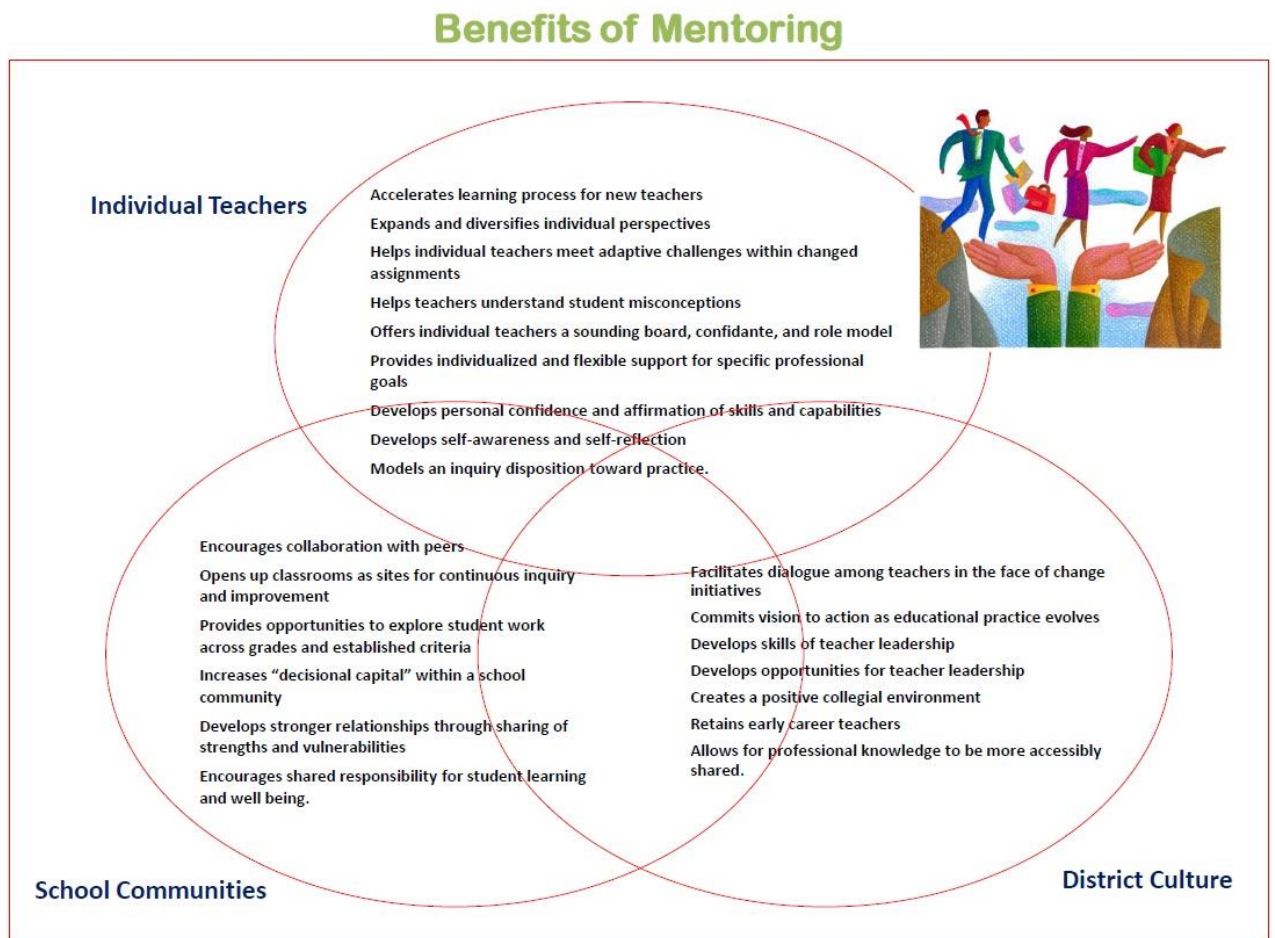 Benefits of Mentoring
Individual Teachers
Accelerates learning process for new teachers
Expands and diversifies individual perspectives
Helps individual teachers meet adaptive challenges within changed
assignments
Helps teachers understand student misconceptions
Offers individual teachers a sounding board, confidante, and role model
Provides individualized and flexible support for specific professional
goals
Develops personal confidence and affirmation of skills and capabilities
Develops self-awareness and self-reflection
Models an inquiry disposition toward practice.
Encourages collaboration with peers
Opens up classrooms as sites for continuous inquiry
and improvement
Provides opportunities to explore student work
across grades and established criteria
Increases “decisional capital” within a school
community
Develops stronger relationships through sharing of
strengths and vulnerabilities
Encourages shared responsibility for student learning
and well being.
Facilitates dialogue among teachers in the face of change
initiatives
Commits vision to action as educational practice evolves
Develops skills of teacher leadership
Develops opportunities for teacher leadership
Creates a positive collegial environment
Retains early career teachers
Allows for professional knowledge to be more accessibly
shared.
School Communities
District Culture